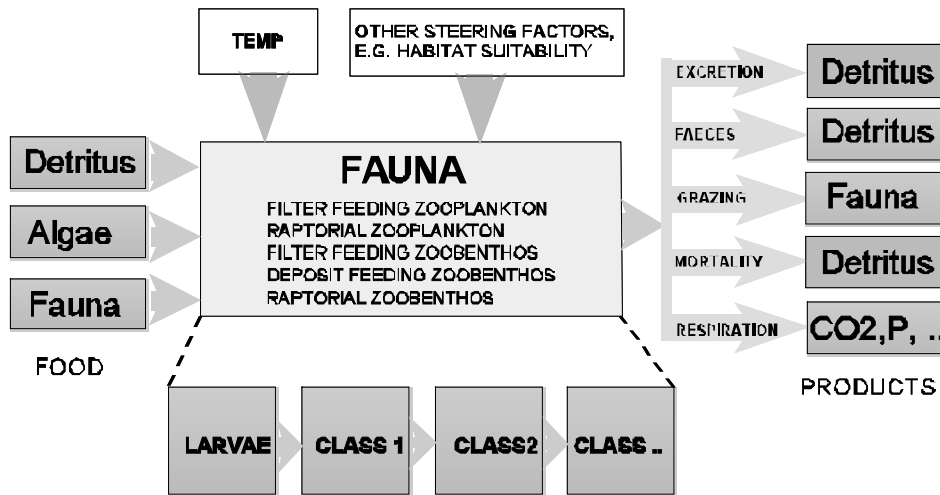 TEMP
OTHER STEERING FACTORS,
E.G. HABITAT SUITABILITY
Detritus
Algae
Fauna
FOOD
FAUNA
FILTER FEEDING ZOOPLANKTON
RAPTORIAL ZOOPLANKTON
FILTER FEEDING ZOOBENTHOS
DEPOSIT FEEDING ZOOBENTHOS
RAPTORIAL ZOOBENTHOS
EXCRETION
Detritus
FAECES
Detritus
GRAZING
Fauna
MORTALITY
Detritus
RESPIRATION
CO2,P, ..
PRODUCTS
LARVAE
CLASS 1
CLASS2
CLASS ..